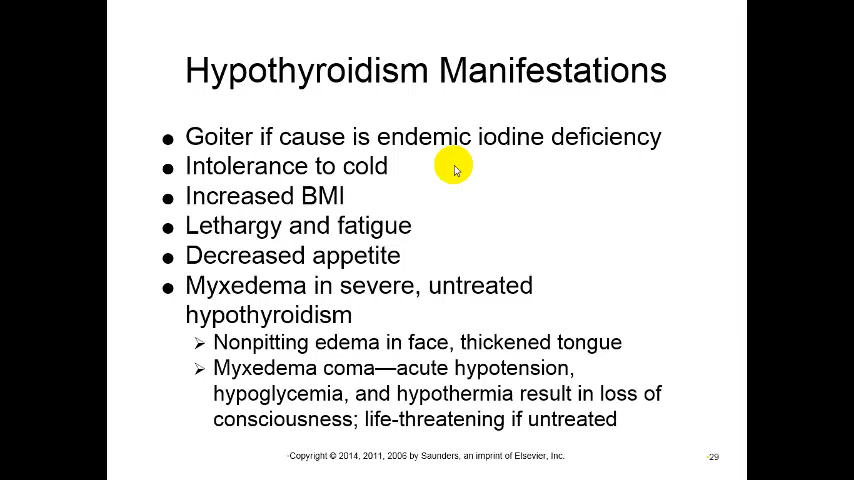 Hypothyroidism Manifestations
● Goiter if cause is endemic iodine deficiency
● Intolerance to cold
● Increased BMI
● Lethargy and fatigue
● Decreased appetite
● Myxedema in severe, untreated
hypothyroidism
➢ Nonpitting edema in face, thickened tongue
➢ Myxedema coma—acute hypotension,
hypoglycemia, and hypothermia result in loss of
consciousness; life-threatening if untreated
•Copyright © 2014, 2011, 2006 by Saunders, an imprint of Elsevier, Inc.
•29